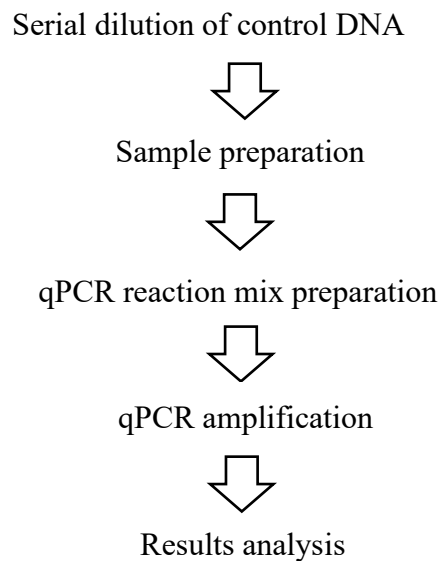 Serial dilution of control DNA
Sample preparation
qPCR reaction mix preparation
qPCR amplification
Results analysis